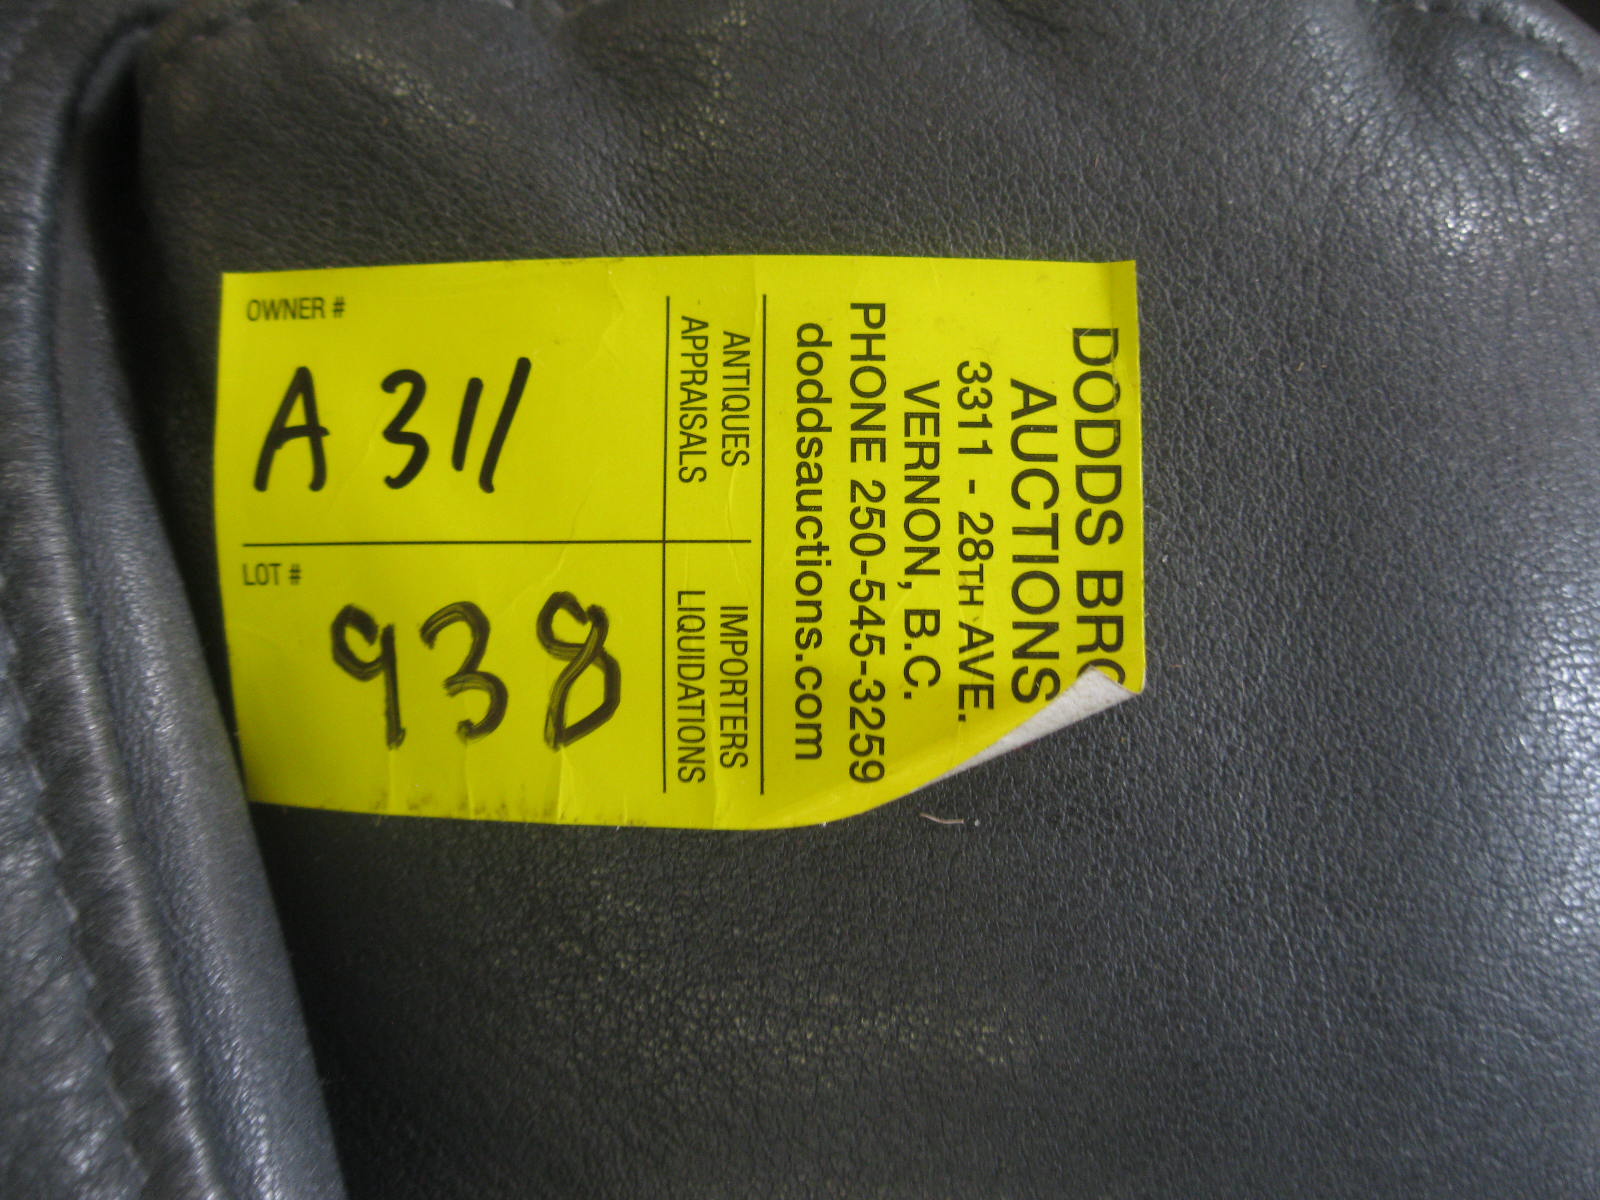 DODDS BRO
AUCTIONS
3311 - 28TH AVE.
VERNON, B.C.
PHONE 250-545-3259
doddsauctions.com
ANTIQUES
APPRAISALS
IMPORTERS
LIQUIDATIONS
OWNER #
A 311
LOT #
938